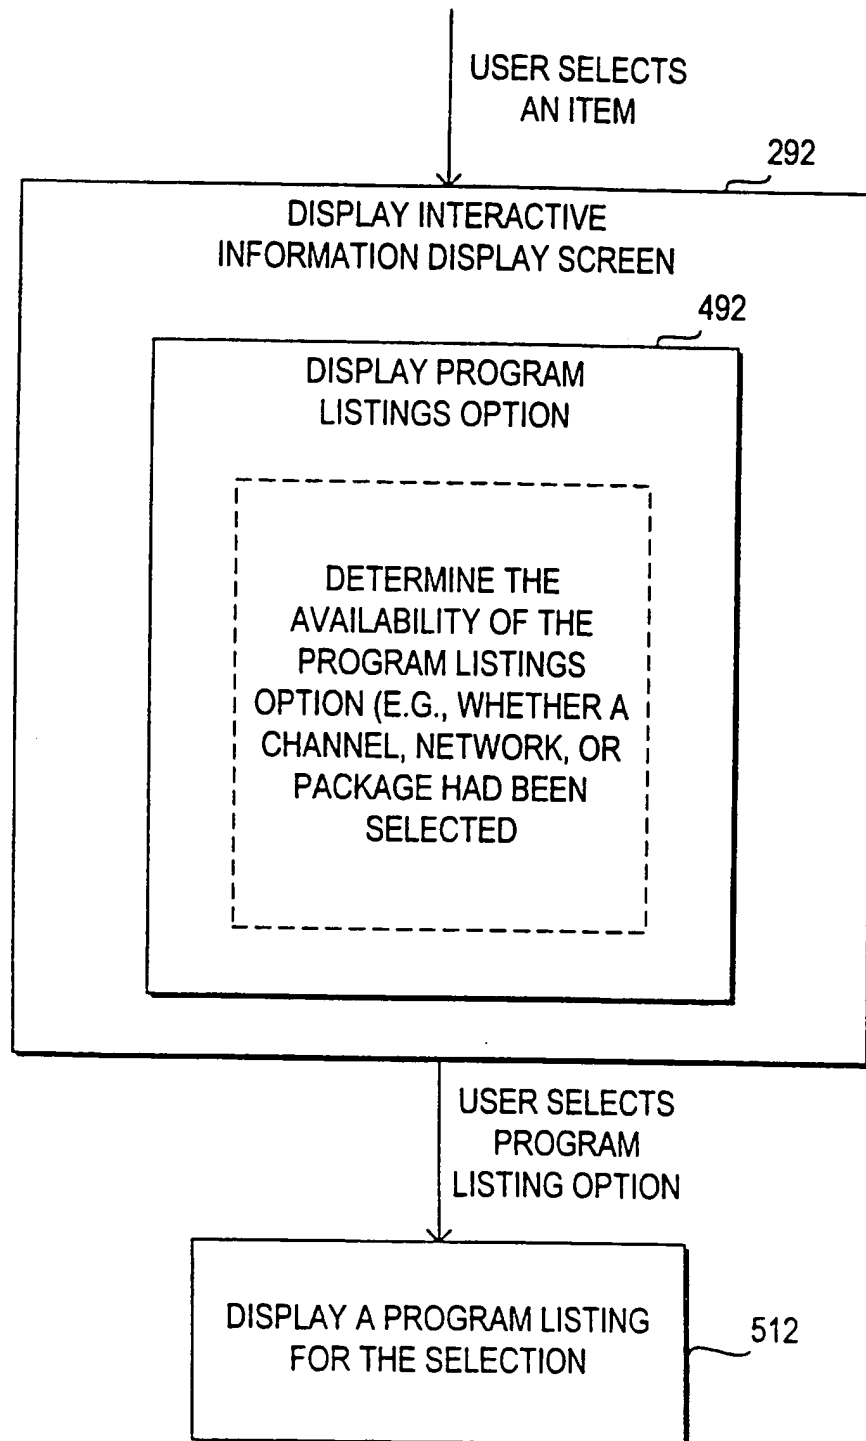 USER SELECTS
AN ITEM
292
DISPLAY INTERACTIVE
INFORMATION DISPLAY SCREEN
492
DISPLAY PROGRAM
LISTINGS OPTION
DETERMINE THE
AVAILABILITY OF THE
PROGRAM LISTINGS
OPTION (E.G., WHETHER A
CHANNEL, NETWORK, OR
PACKAGE HAD BEEN
SELECTED
USER SELECTS
PROGRAM
LISTING OPTION
DISPLAY A PROGRAM LISTING
FOR THE SELECTION
512